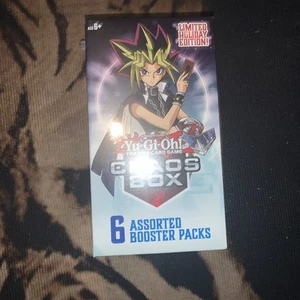 AGES 6+
LIMITED
HOLIDAY
EDITION!
Yu-Gi-Oh!
TRADING CARD GAME
CHAOS
BOX
6 ASSORTED
BOOSTER PACKS